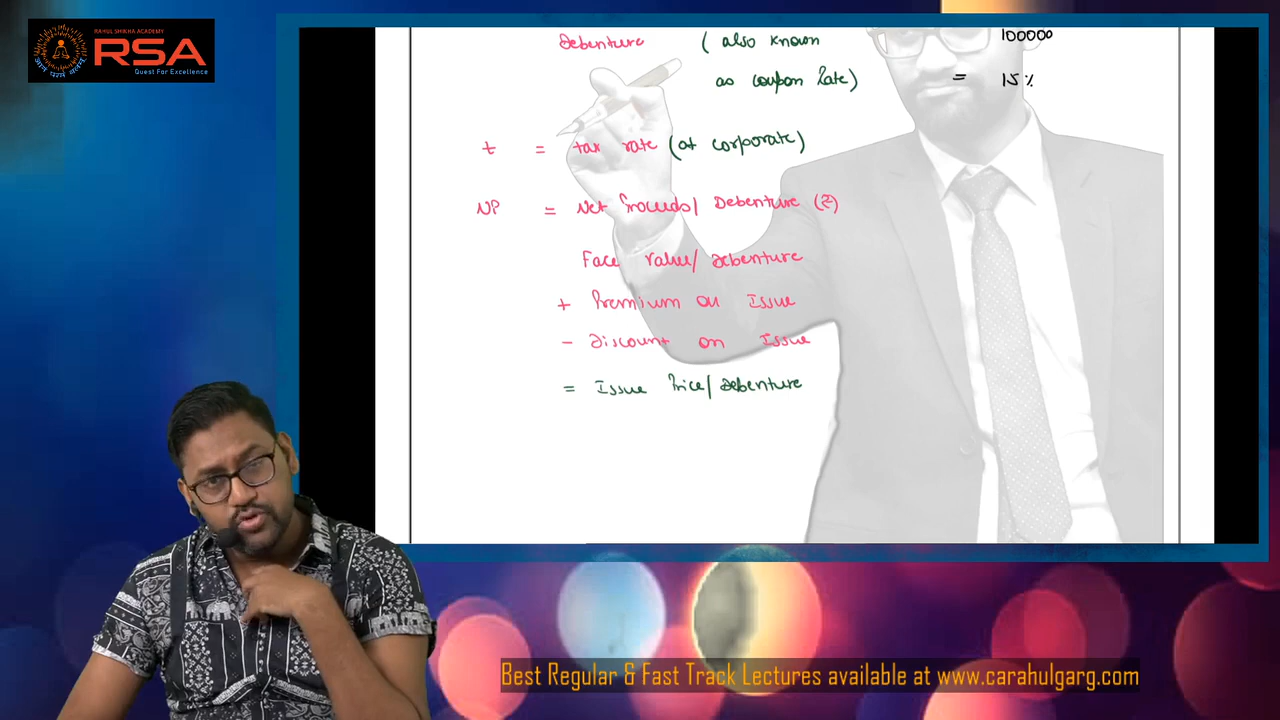 RAHUL SHIKHA ACADEMY
RSA
Quest For Excellence
Debenture ( also known
as coupon Rate)
100000
= 15%
t = tax rate (at corporate)
NP = Net Proceeds/ Debenture (₹)
Face Value/ Debenture
+ Premium on Issue
- Discount on Issue
= Issue Price/ Debenture
Best Regular & Fast Track Lectures available at www.carahulgarg.com